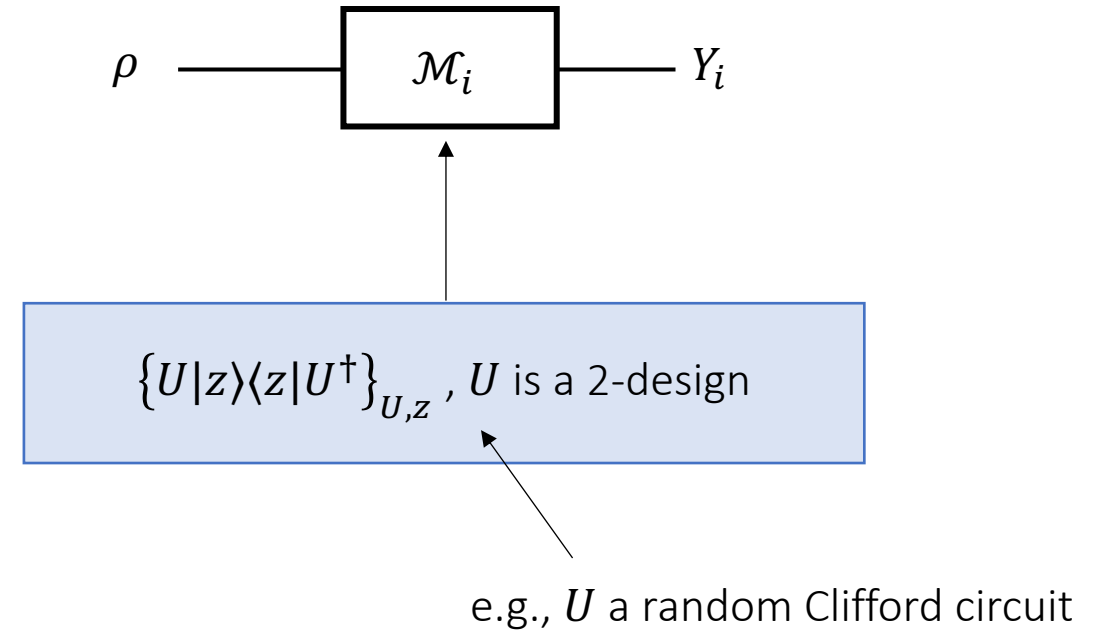 ρ ℳᵢ Yᵢ
{U|z⟩⟨z|U†}_{U,z} , U is a 2-design
e.g., U a random Clifford circuit